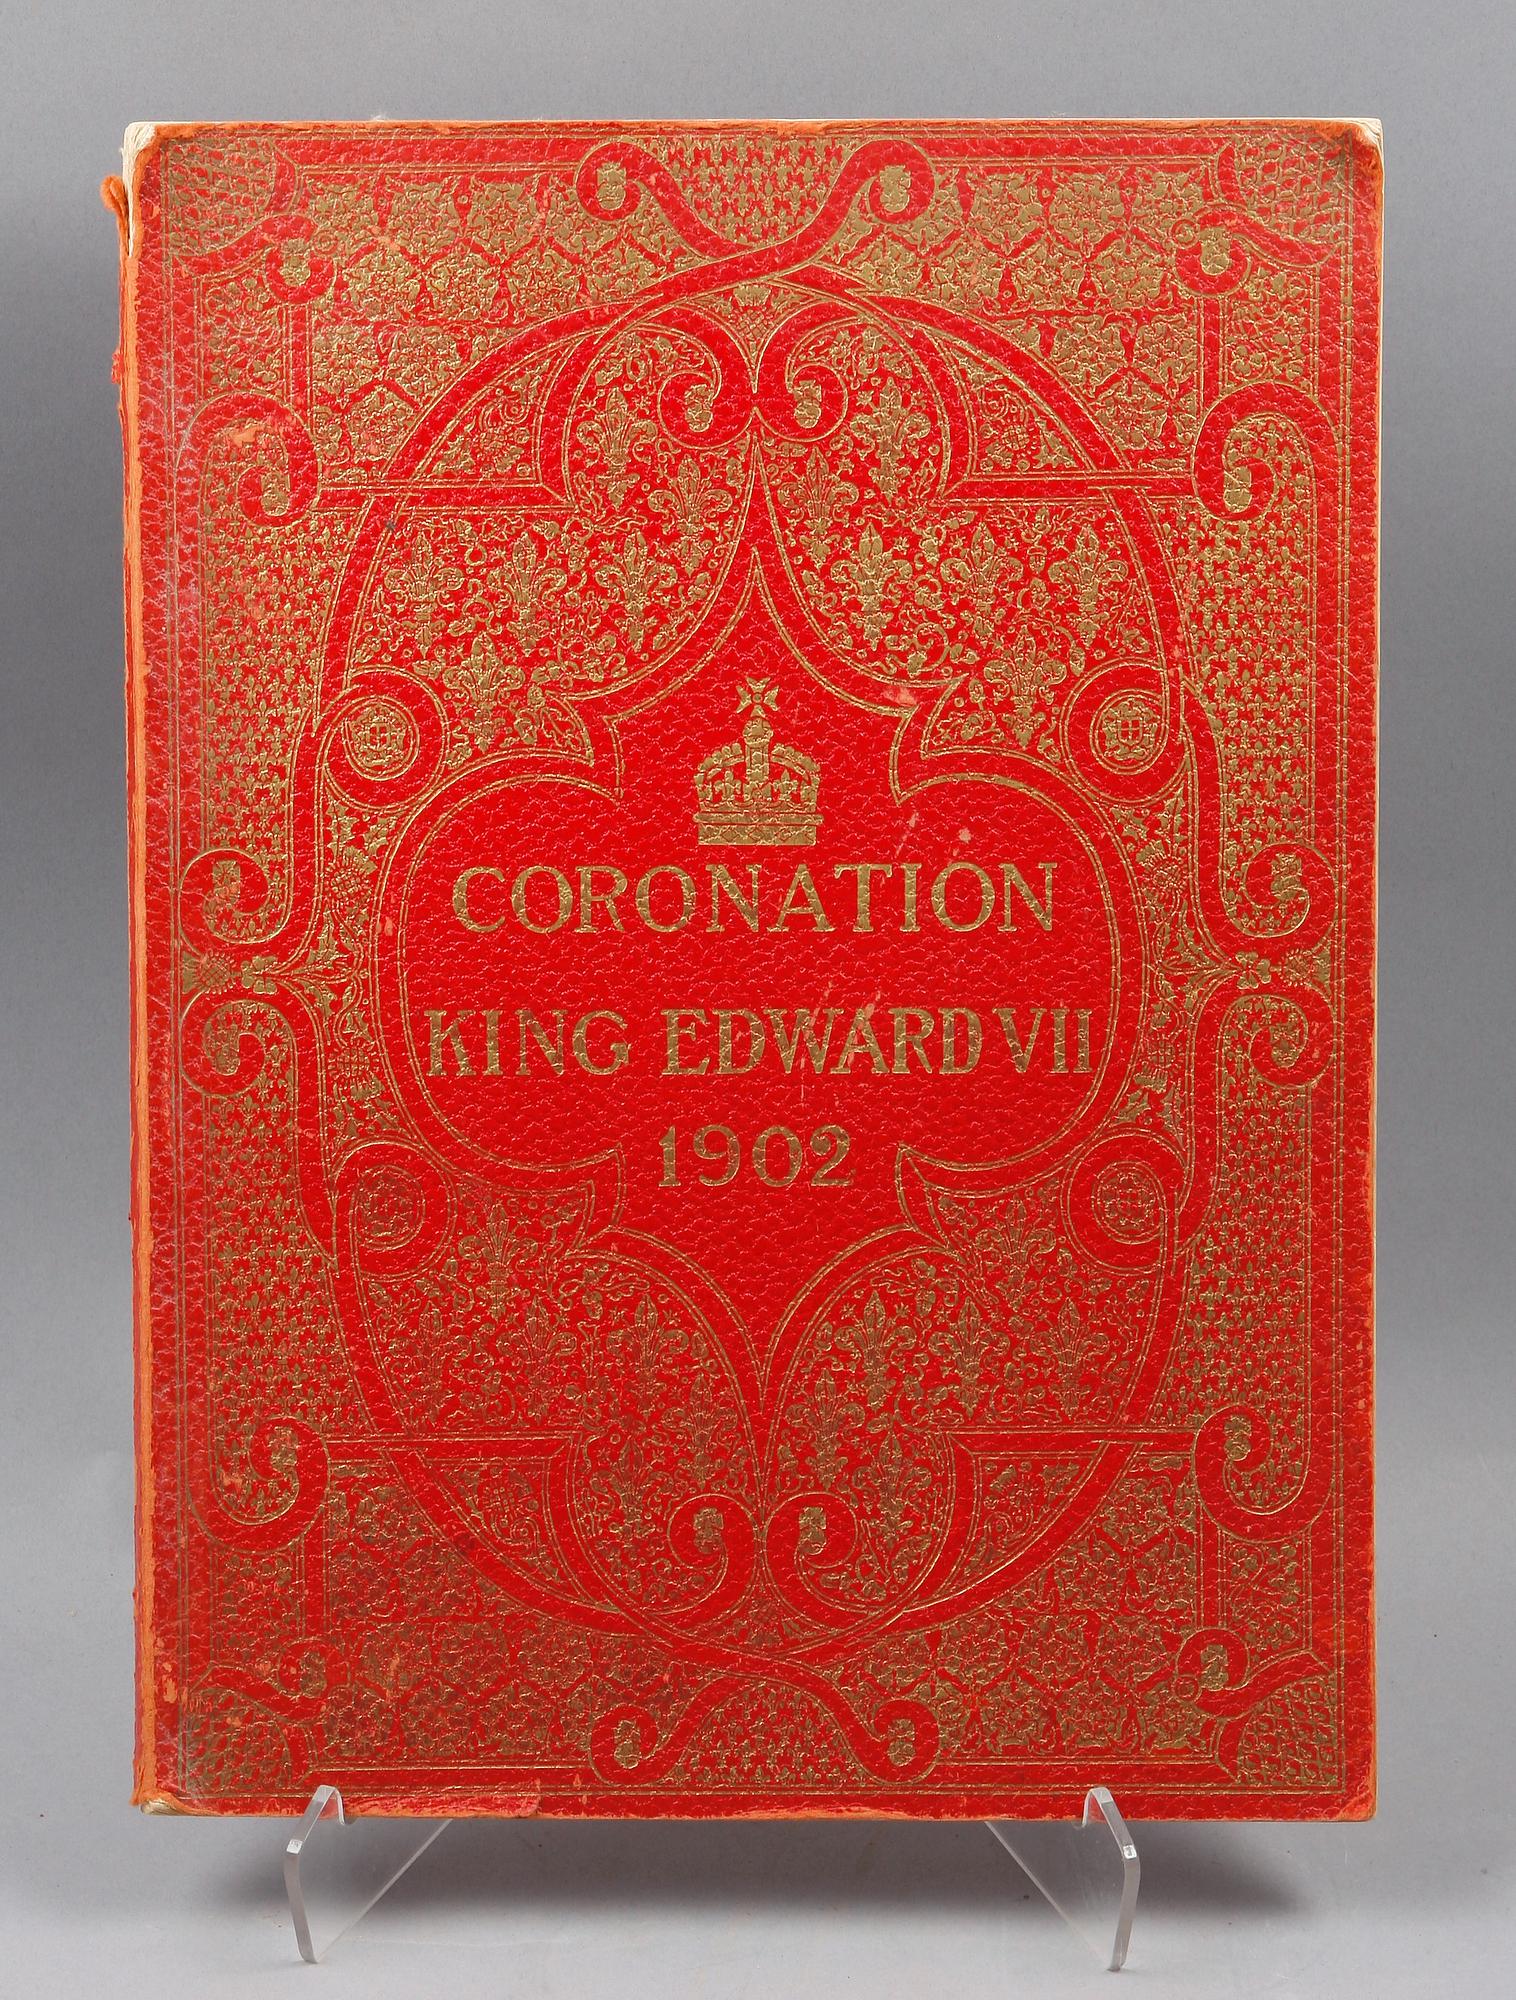 CORONATION
KING EDWARD VII
1902